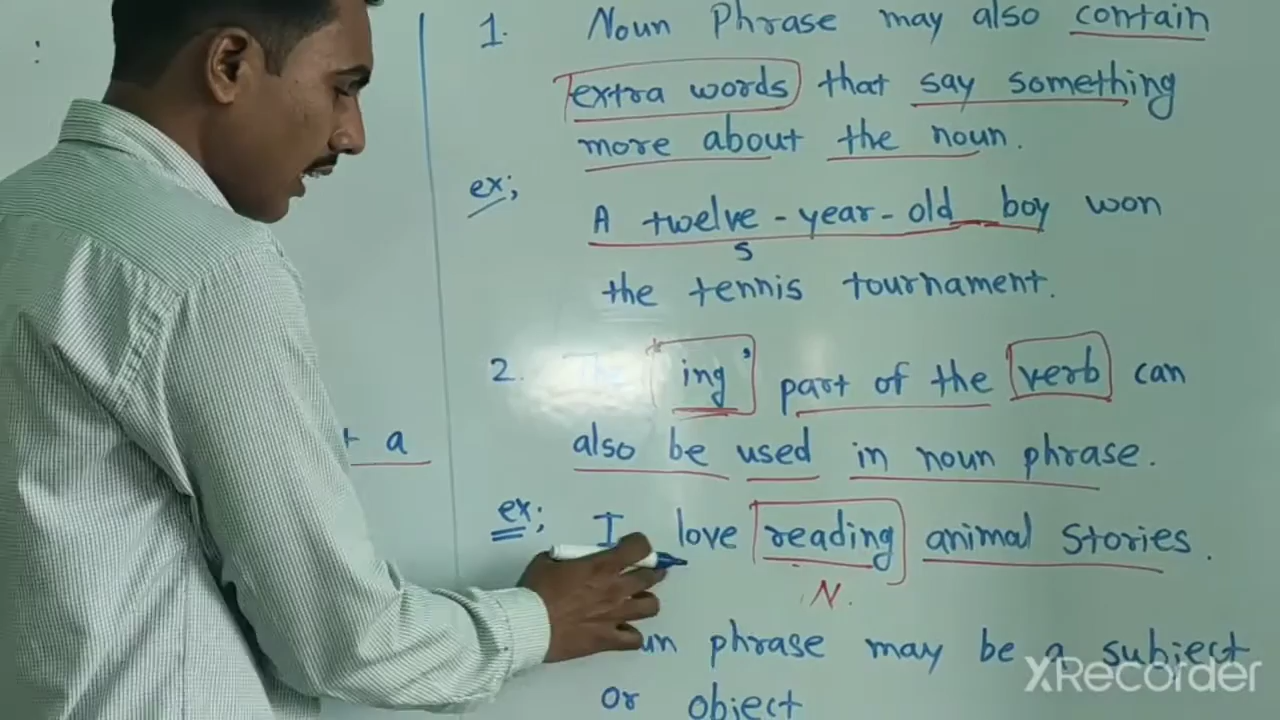 1. Noun Phrase may also contain
extra words that say something
more about the noun.
ex;
A twelve-year-old boy won
S
the tennis tournament.
2. ing' part of the verb can
also be used in noun phrase.
+ a
ex; I love reading animal Stories.
N.
un phrase may be a subject
or object
XRecorder